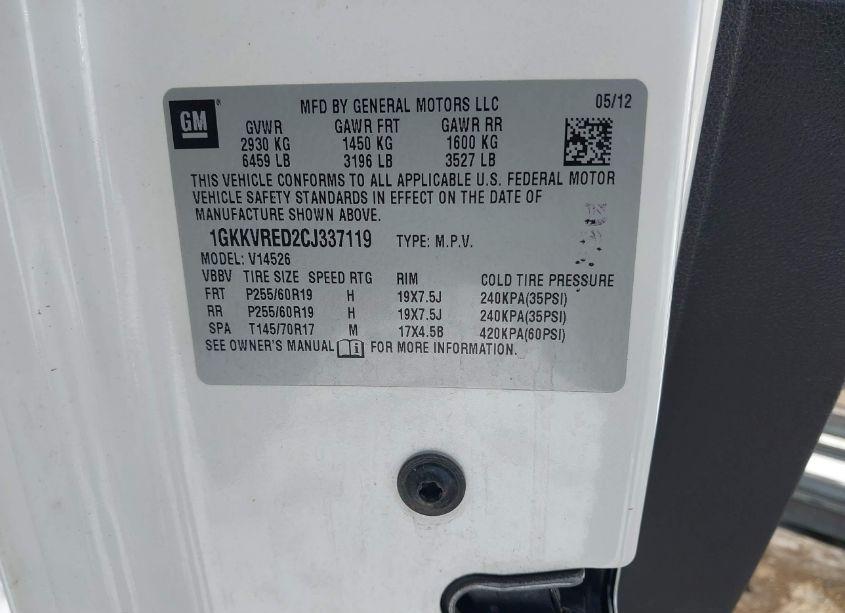 GM
MFD BY GENERAL MOTORS LLC 05/12
GVWR GAWR FRT GAWR RR
2930 KG 1450 KG 1600 KG
6459 LB 3196 LB 3527 LB
THIS VEHICLE CONFORMS TO ALL APPLICABLE U.S. FEDERAL MOTOR
VEHICLE SAFETY STANDARDS IN EFFECT ON THE DATE OF
MANUFACTURE SHOWN ABOVE.
1GKKVRED2CJ337119 TYPE: M.P.V.
MODEL: V14526
VBBV TIRE SIZE SPEED RTG RIM COLD TIRE PRESSURE
FRT P255/60R19 H 19X7.5J 240KPA(35PSI)
RR P255/60R19 H 19X7.5J 240KPA(35PSI)
SPA T145/70R17 M 17X4.5B 420KPA(60PSI)
SEE OWNER'S MANUAL FOR MORE INFORMATION.